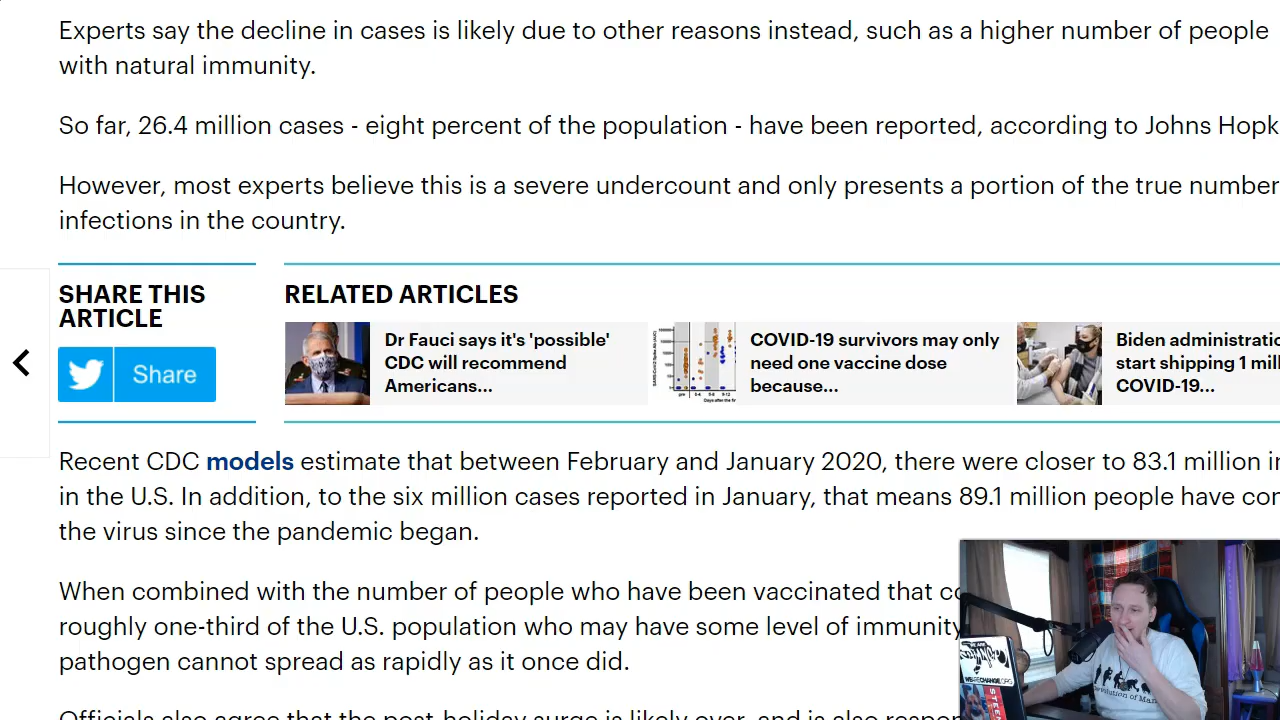 Experts say the decline in cases is likely due to other reasons instead, such as a higher number of people
with natural immunity.
So far, 26.4 million cases - eight percent of the population - have been reported, according to Johns Hopk
However, most experts believe this is a severe undercount and only presents a portion of the true number
infections in the country.
SHARE THIS
ARTICLE
Share
RELATED ARTICLES
Dr Fauci says it's 'possible'
CDC will recommend
Americans...
COVID-19 survivors may only
need one vaccine dose
because...
Biden administratio
start shipping 1 mill
COVID-19...
Recent CDC models estimate that between February and January 2020, there were closer to 83.1 million in
in the U.S. In addition, to the six million cases reported in January, that means 89.1 million people have con
the virus since the pandemic began.
When combined with the number of people who have been vaccinated that co
roughly one-third of the U.S. population who may have some level of immunity
pathogen cannot spread as rapidly as it once did.
Officials also agree that the post-holiday surge is likely over, and is also respon
WEARECHANGE.ORG
Evolution of Man